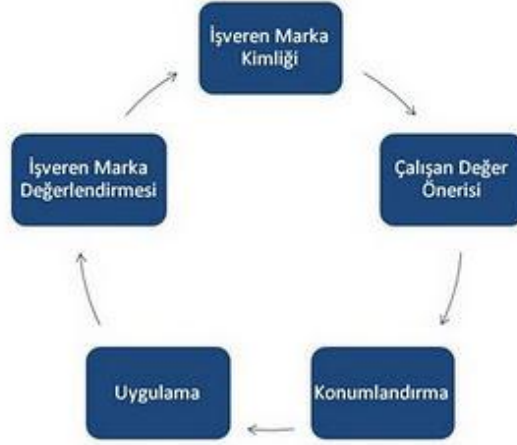 İşveren Marka
Kimliği
Çalışan Değer
Önerisi
Konumlandırma
Uygulama
İşveren Marka
Değerlendirmesi